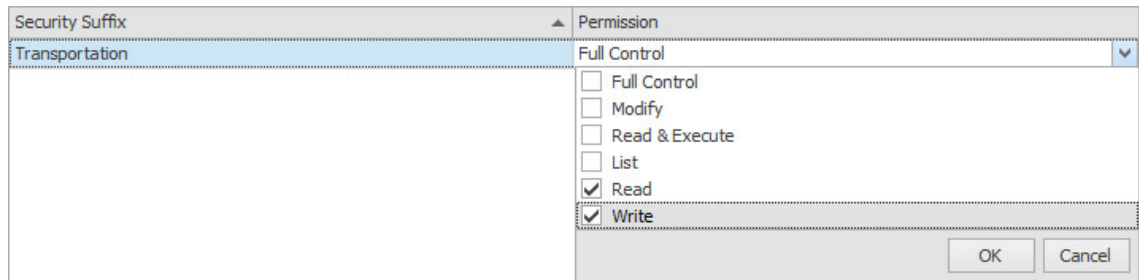 Security Suffix Permission
Transportation Full Control
Full Control
Modify
Read & Execute
List
Read
Write
OK Cancel